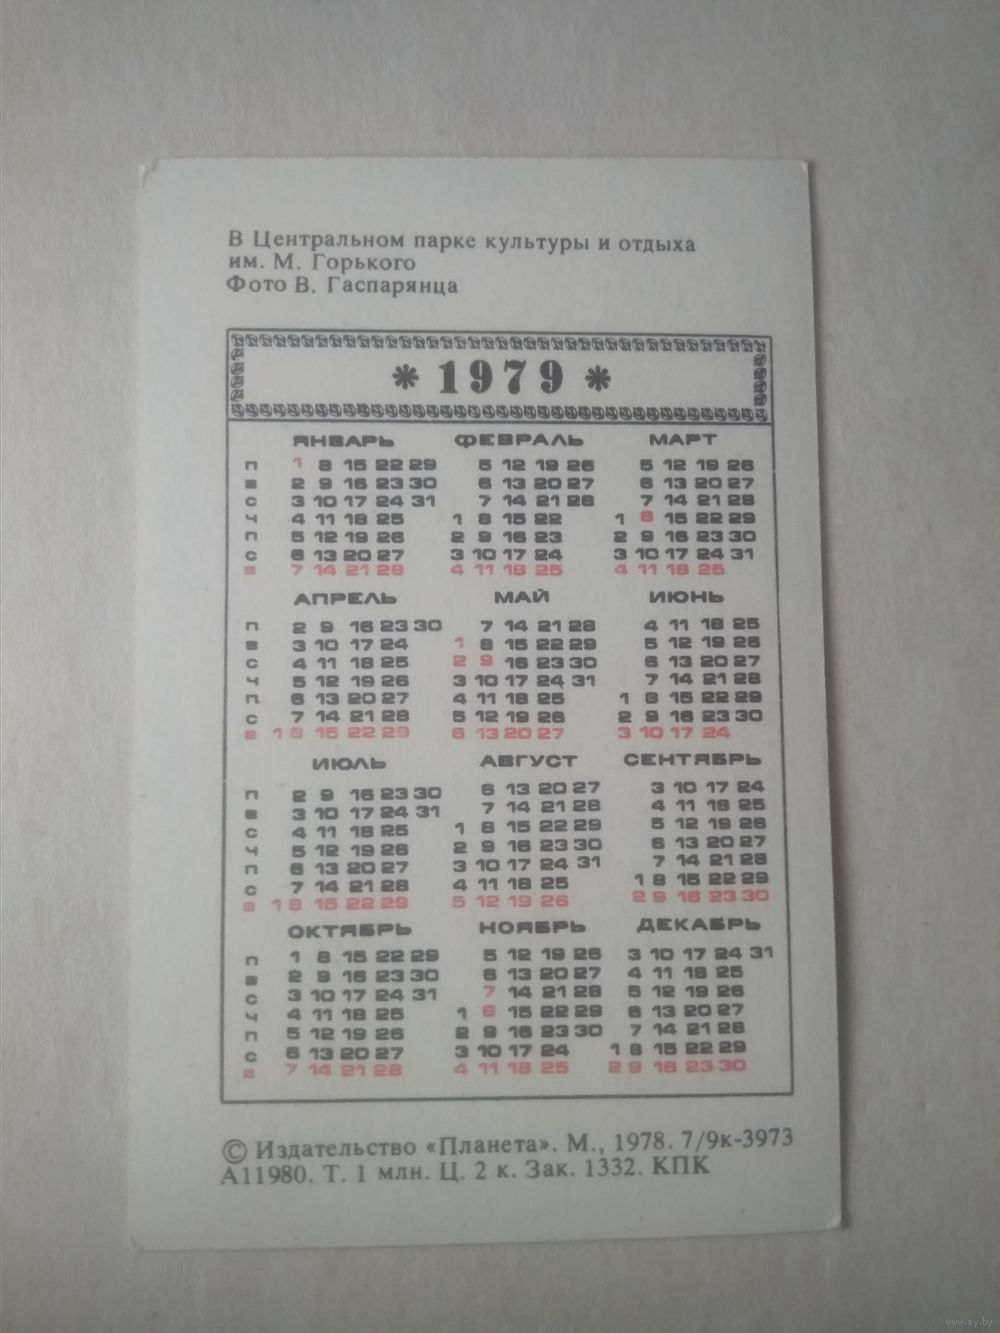 В Центральном парке культуры и отдыха
им. М. Горького
Фото В. Гаспарянца
* 1979 *
ЯНВАРЬ ФЕВРАЛЬ МАРТ
П 1 8 15 22 29 5 12 19 26 5 12 19 26
В 2 9 16 23 30 6 13 20 27 6 13 20 27
С 3 10 17 24 31 7 14 21 28 7 14 21 28
Ч 4 11 18 25 1 8 15 22 1 8 15 22 29
П 5 12 19 26 2 9 16 23 2 9 16 23 30
С 6 13 20 27 3 10 17 24 3 10 17 24 31
В 7 14 21 28 4 11 18 25 4 11 18 25
АПРЕЛЬ МАЙ ИЮНЬ
П 2 9 16 23 30 7 14 21 28 4 11 18 25
В 3 10 17 24 1 8 15 22 29 5 12 19 26
С 4 11 18 25 2 9 16 23 30 6 13 20 27
Ч 5 12 19 26 3 10 17 24 31 7 14 21 28
П 6 13 20 27 4 11 18 25 1 8 15 22 29
С 7 14 21 28 5 12 19 26 2 9 16 23 30
В 1 8 15 22 29 6 13 20 27 3 10 17 24
ИЮЛЬ АВГУСТ СЕНТЯБРЬ
П 2 9 16 23 30 6 13 20 27 3 10 17 24
В 3 10 17 24 31 7 14 21 28 4 11 18 25
С 4 11 18 25 1 8 15 22 29 5 12 19 26
Ч 5 12 19 26 2 9 16 23 30 6 13 20 27
П 6 13 20 27 3 10 17 24 31 7 14 21 28
С 7 14 21 28 4 11 18 25 1 8 15 22 29
В 1 8 15 22 29 5 12 19 26 2 9 16 23 30
ОКТЯБРЬ НОЯБРЬ ДЕКАБРЬ
П 1 8 15 22 29 5 12 19 26 3 10 17 24 31
В 2 9 16 23 30 6 13 20 27 4 11 18 25
С 3 10 17 24 31 7 14 21 28 5 12 19 26
Ч 4 11 18 25 1 8 15 22 29 6 13 20 27
П 5 12 19 26 2 9 16 23 30 7 14 21 28
С 6 13 20 27 3 10 17 24 1 8 15 22 29
В 7 14 21 28 4 11 18 25 2 9 16 23 30
© Издательство «Планета». М., 1978. 7/9к-3973
А11980. Т. 1 млн. Ц. 2 к. Зак. 1332. КПК
www.ay.by